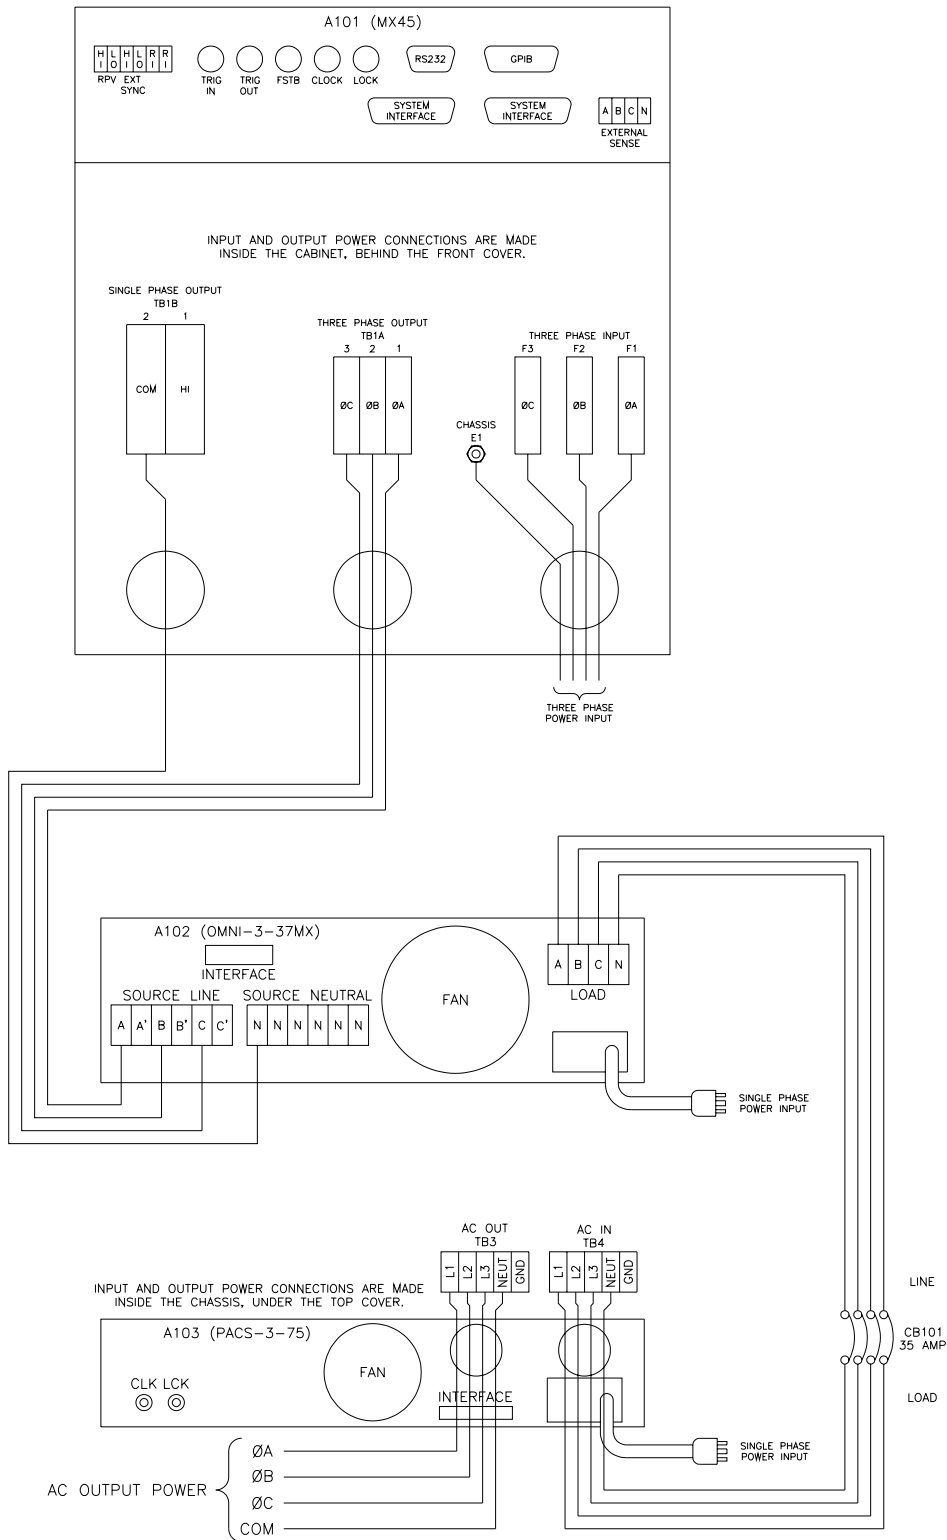 A101 (MX45)
HI LO HI LO RI RI
RPV EXT
SYNC
TRIG
IN
TRIG
OUT
FSTB
CLOCK
LOCK
RS232
GPIB
SYSTEM
INTERFACE
SYSTEM
INTERFACE
A B C N
EXTERNAL
SENSE
INPUT AND OUTPUT POWER CONNECTIONS ARE MADE
INSIDE THE CABINET, BEHIND THE FRONT COVER.
SINGLE PHASE OUTPUT
TB1B
2 1
COM HI
THREE PHASE OUTPUT
TB1A
3 2 1
ØC ØB ØA
CHASSIS
E1
THREE PHASE INPUT
F3 F2 F1
ØC ØB ØA
THREE PHASE
POWER INPUT
A102 (OMNI-3-37MX)
INTERFACE
SOURCE LINE
A A' B B' C C'
SOURCE NEUTRAL
N N N N N N
FAN
A B C N
LOAD
SINGLE PHASE
POWER INPUT
AC OUT
TB3
L1 L2 L3 NEUT GND
AC IN
TB4
L1 L2 L3 NEUT GND
INPUT AND OUTPUT POWER CONNECTIONS ARE MADE
INSIDE THE CHASSIS, UNDER THE TOP COVER.
A103 (PACS-3-75)
CLK LCK
FAN
INTERFACE
SINGLE PHASE
POWER INPUT
LINE
CB101
35 AMP
LOAD
AC OUTPUT POWER
ØA
ØB
ØC
COM